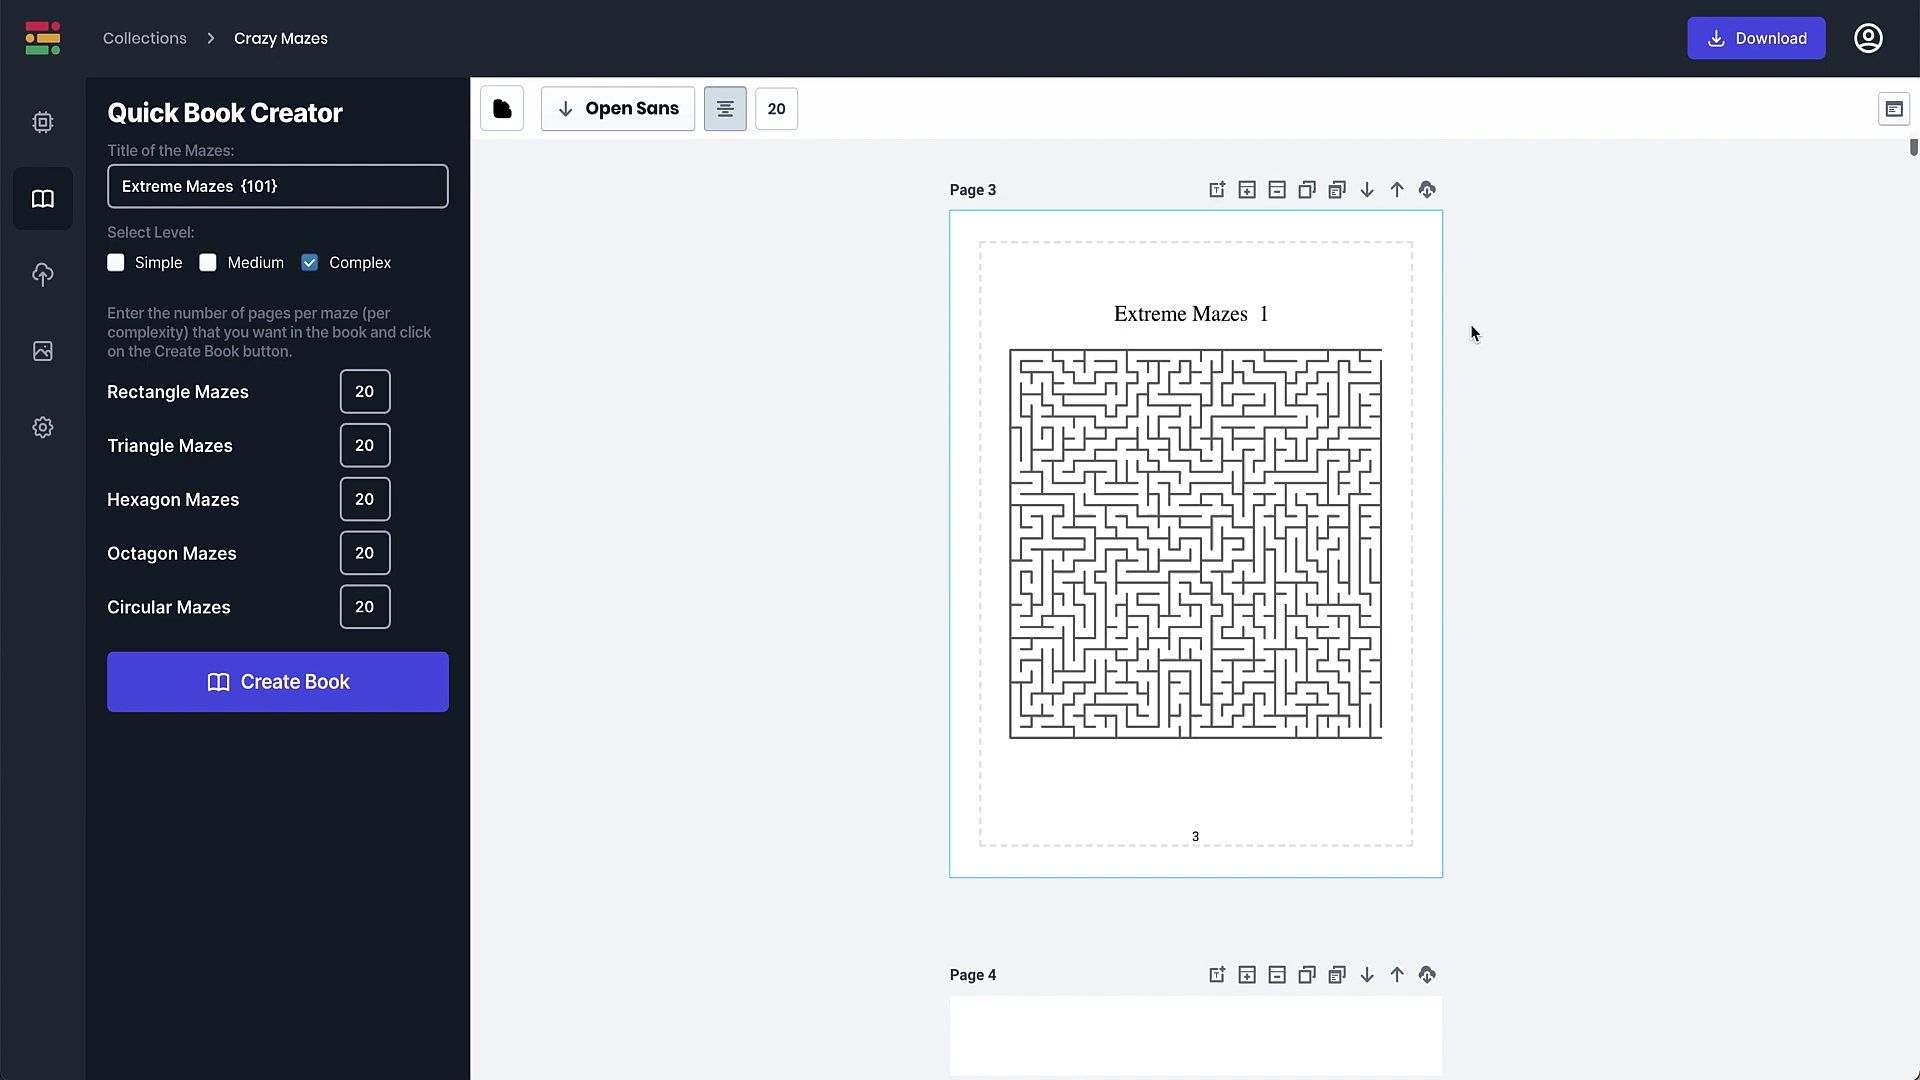 Collections > Crazy Mazes
Download
Quick Book Creator
Title of the Mazes:
Extreme Mazes {101}
Select Level:
Simple Medium Complex
Enter the number of pages per maze (per
complexity) that you want in the book and click
on the Create Book button.
Rectangle Mazes 20
Triangle Mazes 20
Hexagon Mazes 20
Octagon Mazes 20
Circular Mazes 20
Create Book
Open Sans 20
Page 3
Extreme Mazes 1
3
Page 4